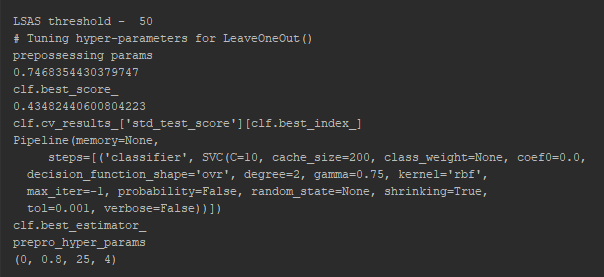 LSAS threshold -  50
# Tuning hyper-parameters for LeaveOneOut()
prepossessing params
0.7468354430379747
clf.best_score_
0.43482440600804223
clf.cv_results_['std_test_score'][clf.best_index_]
Pipeline(memory=None,
     steps=[('classifier', SVC(C=10, cache_size=200, class_weight=None, coef0=0.0,
  decision_function_shape='ovr', degree=2, gamma=0.75, kernel='rbf',
  max_iter=-1, probability=False, random_state=None, shrinking=True,
  tol=0.001, verbose=False))])
clf.best_estimator_
prepro_hyper_params
(0, 0.8, 25, 4)